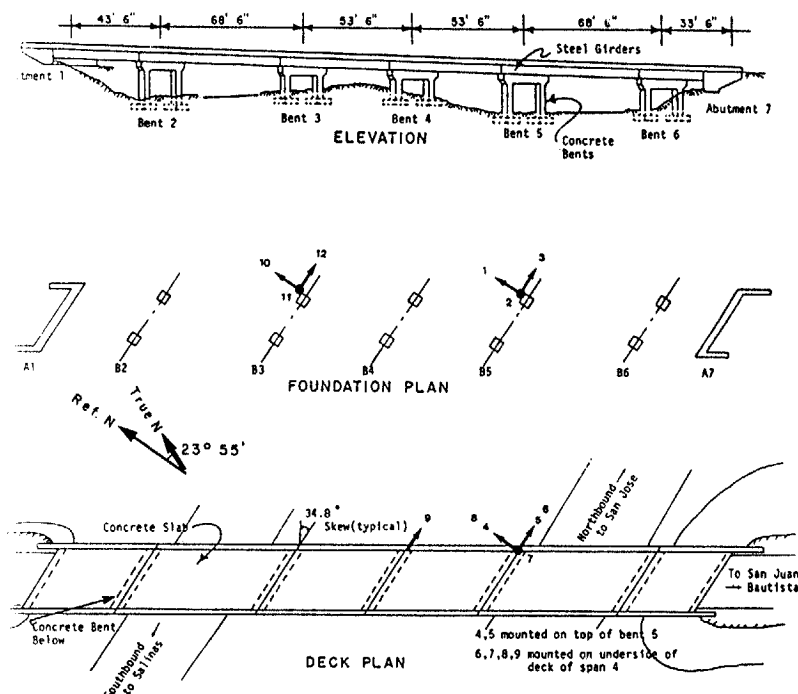 43' 6" 68' 6" 53' 6" 53' 6" 68' 6" 33' 6"
Steel Girders
tment 1
Abutment 7
Bent 2 Bent 3 Bent 4 Bent 5 Bent 6
ELEVATION
Concrete
Bents
10 12 11 1 3 2
A1 B2 B3 B4 B5 B6 A7
FOUNDATION PLAN
Ref. N
True N
23° 55'
Northbound
to San Jose
34.8°
Skew(typical)
Concrete Slab
9 8 4 5 6 7
To San Juan
Bautista
Concrete Bent
Below
4,5 mounted on top of bent 5
6,7,8,9 mounted on underside of
deck of span 4
DECK PLAN
outhbound
to Salinas